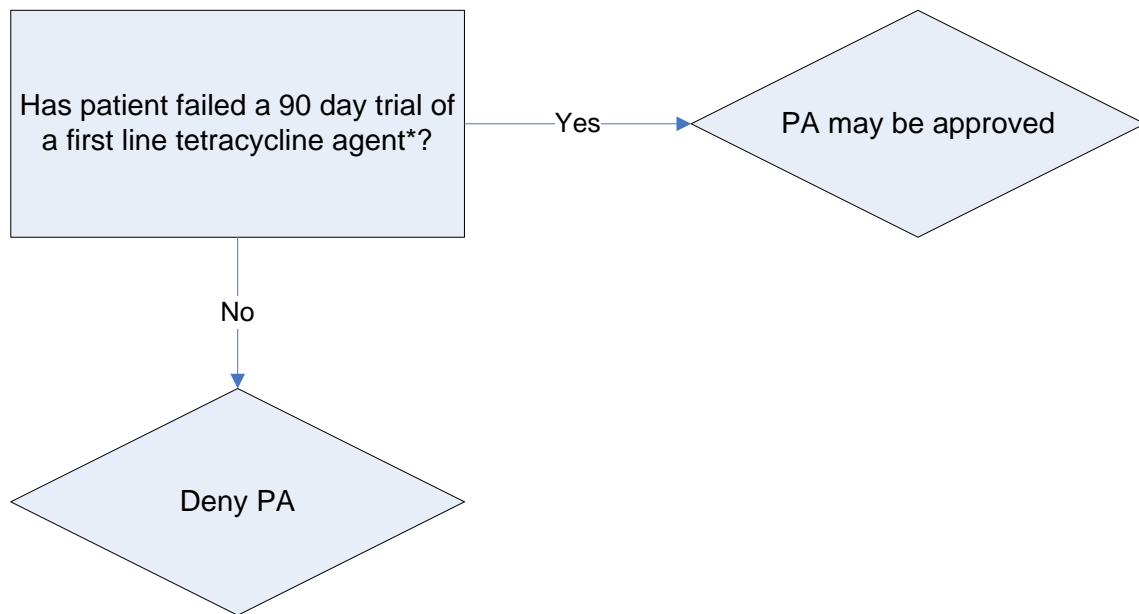 Has patient failed a 90 day trial of
a first line tetracycline agent*?
Yes
PA may be approved
No
Deny PA